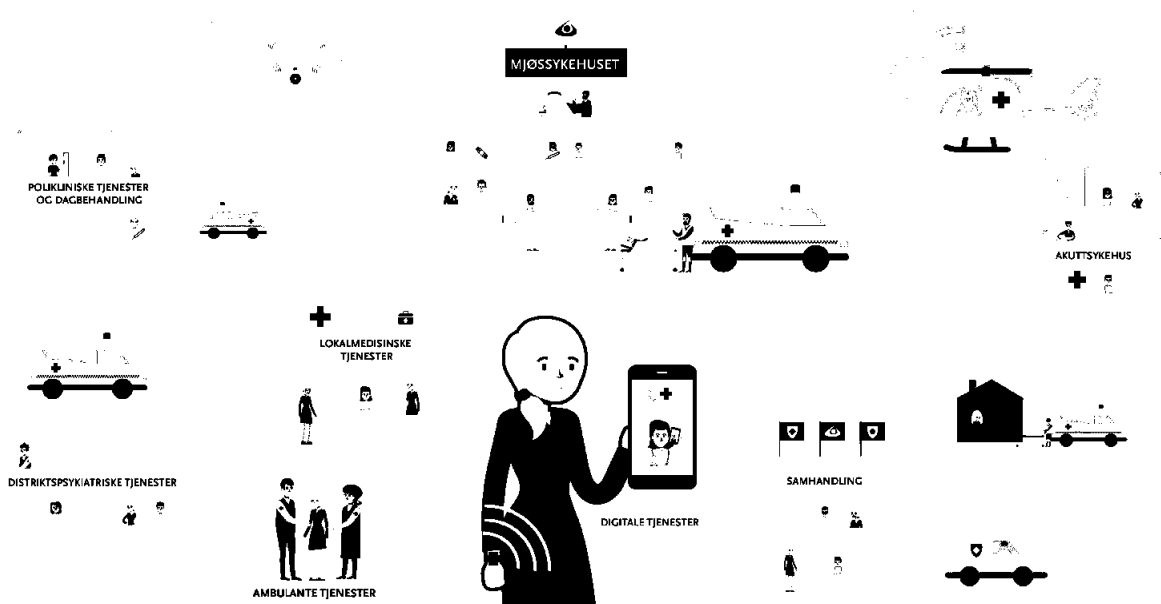 MJØSSYKEHUSET
POLIKLINISKE TJENESTER
OG DAGBEHANDLING
AKUTTSYKEHUS
LOKALMEDISINSKE
TJENESTER
DISTRIKTSPSYKIATRISKE TJENESTER
SAMHANDLING
DIGITALE TJENESTER
AMBULANTE TJENESTER